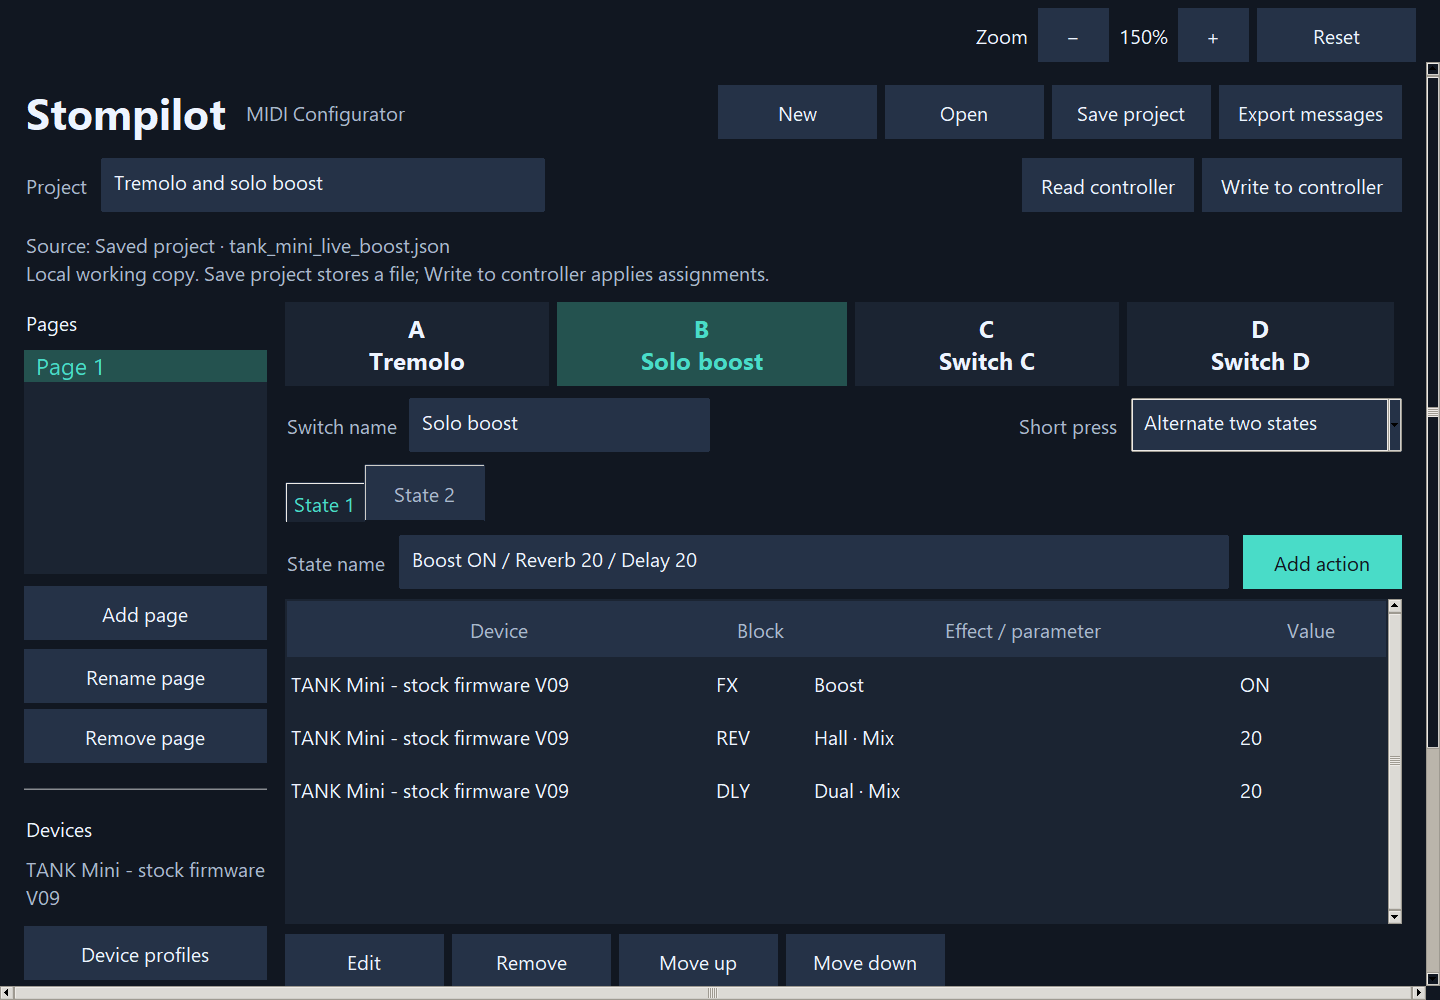 Zoom − 150% + Reset
Stompilot MIDI Configurator New Open Save project Export messages
Project Tremolo and solo boost Read controller Write to controller
Source: Saved project · tank_mini_live_boost.json
Local working copy. Save project stores a file; Write to controller applies assignments.
Pages
Page 1
Add page
Rename page
Remove page
Devices
TANK Mini - stock firmware
V09
Device profiles
A
Tremolo
B
Solo boost
C
Switch C
D
Switch D
Switch name Solo boost Short press Alternate two states
State 1 State 2
State name Boost ON / Reverb 20 / Delay 20 Add action
Device Block Effect / parameter Value
TANK Mini - stock firmware V09 FX Boost ON
TANK Mini - stock firmware V09 REV Hall · Mix 20
TANK Mini - stock firmware V09 DLY Dual · Mix 20
Edit Remove Move up Move down